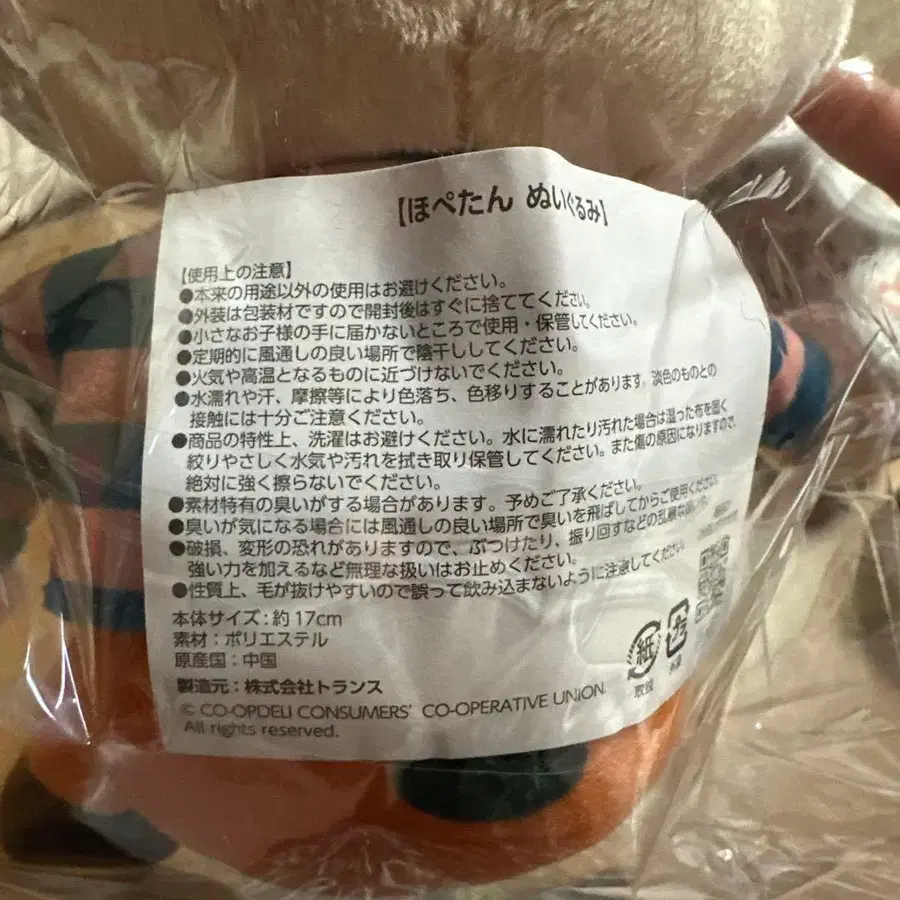 【ほぺたん ぬいぐるみ】
【使用上の注意】
●本来の用途以外の使用はお避けください。
●外装は包装材ですので開封後はすぐに捨ててください。
●小さなお子様の手に届かないところで使用・保管してください。
●定期的に風通しの良い場所で陰干ししてください。
●火気や高温となるものに近づけないでください。
●水濡れや汗、摩擦等により色落ち、色移りすることがあります。淡色のものとの
接触には十分ご注意ください。
●商品の特性上、洗濯はお避けください。水に濡れたり汚れた場合は湿った布を固く
絞りやさしく水気や汚れを拭き取り保管してください。また傷の原因になりますので、
絶対に強く擦らないでください。
●素材特有の臭いがする場合があります。予めご了承ください。
●臭いが気になる場合には風通しの良い場所で臭いを飛ばしてからご使用ください。
●破損、変形の恐れがありますので、ぶつけたり、振り回すなどの乱暴な扱いや、
強い力を加えるなど無理な扱いはお止めください。
●性質上、毛が抜けやすいので誤って飲み込まないように注意してください。
本体サイズ：約17cm
素材：ポリエステル
原産国：中国
製造元：株式会社トランス
© CO-OPDELI CONSUMERS' CO-OPERATIVE UNION.
All rights reserved.
紙
プラ